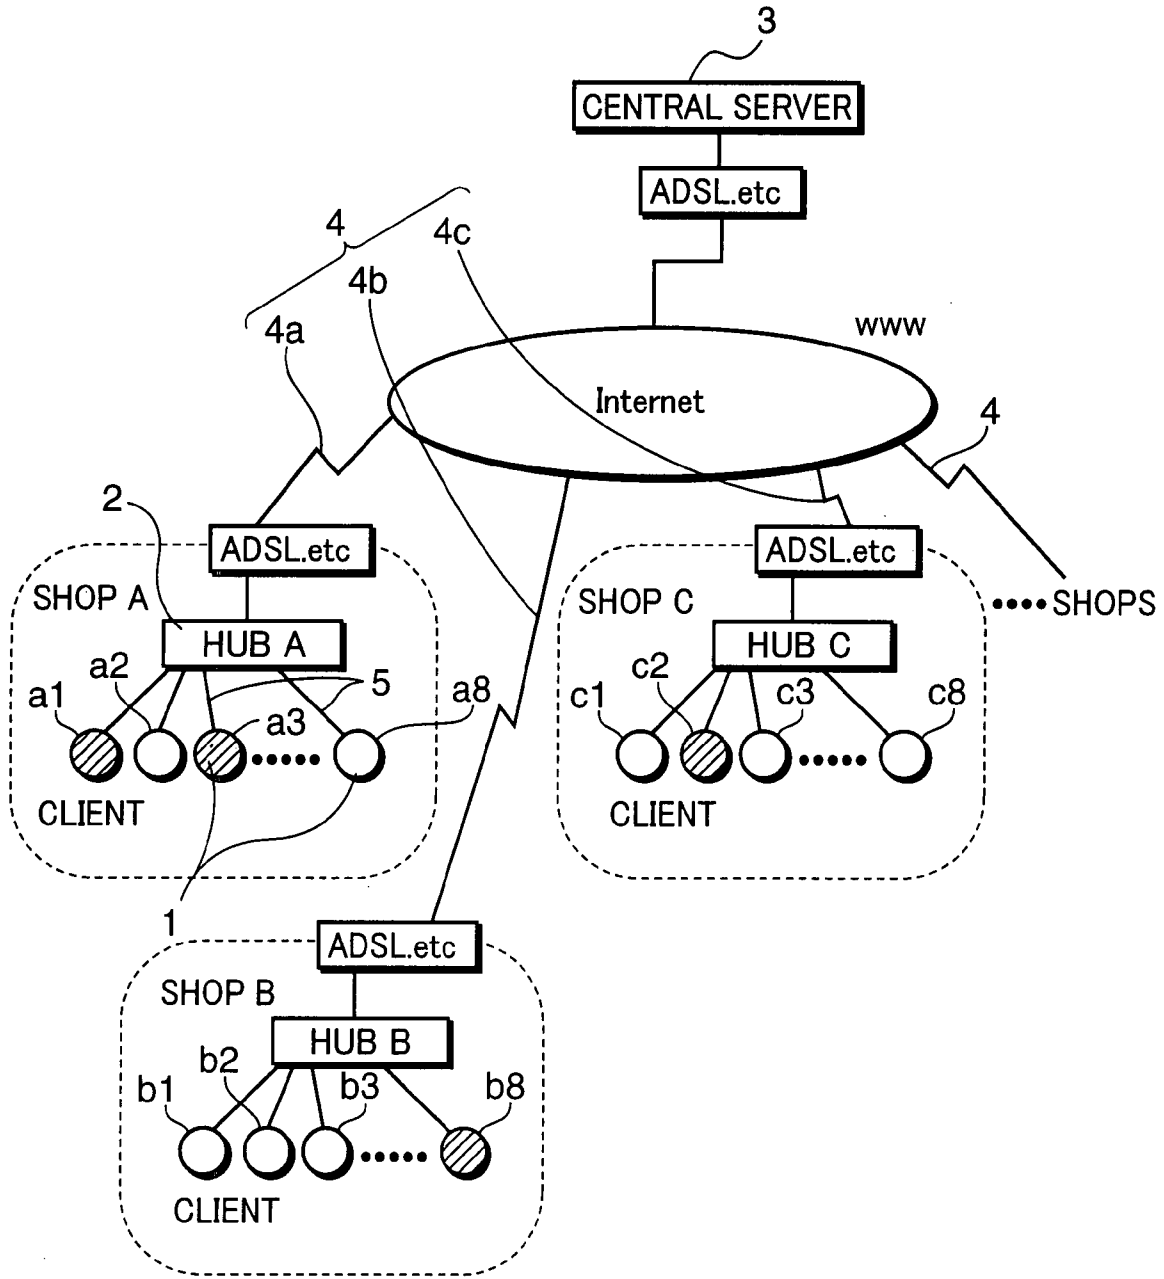 3
CENTRAL SERVER
ADSL.etc
4
4c
4b
4a
www
Internet
4
2
ADSL.etc
ADSL.etc
SHOP A
SHOP C
•••• SHOPS
HUB A
HUB C
a1
a2
5
a3
a8
c1
c2
c3
c8
•••••
•••••
CLIENT
CLIENT
1
ADSL.etc
SHOP B
HUB B
b1
b2
b3
b8
•••••
CLIENT